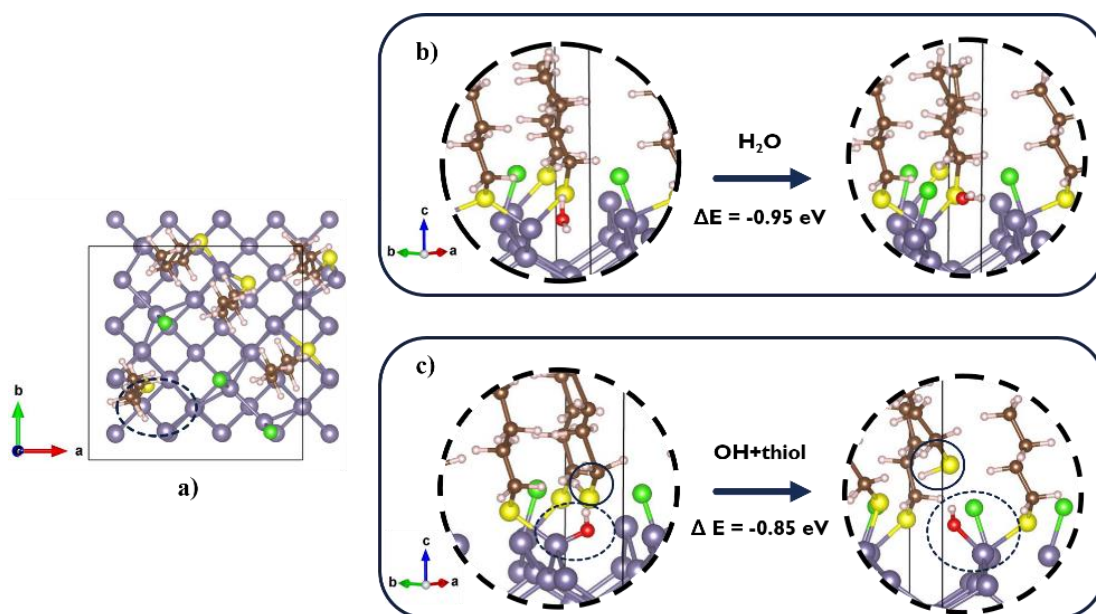 b)
H₂O
ΔE = -0.95 eV
c
b
a
b
a
a)
c)
OH+thiol
Δ E = -0.85 eV
c
b
a